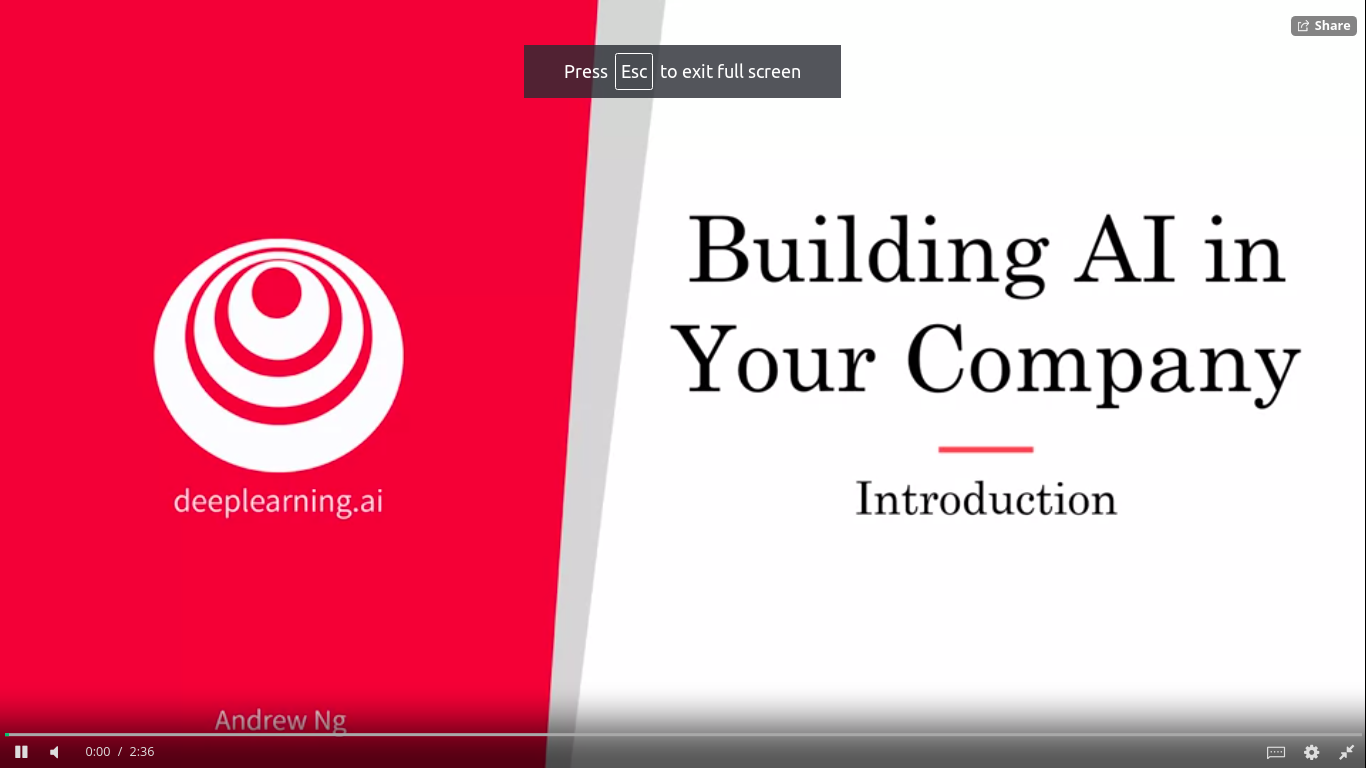 Share
Press Esc to exit full screen
Building AI in
Your Company
Introduction
deeplearning.ai
Andrew Ng
0:00 / 2:36